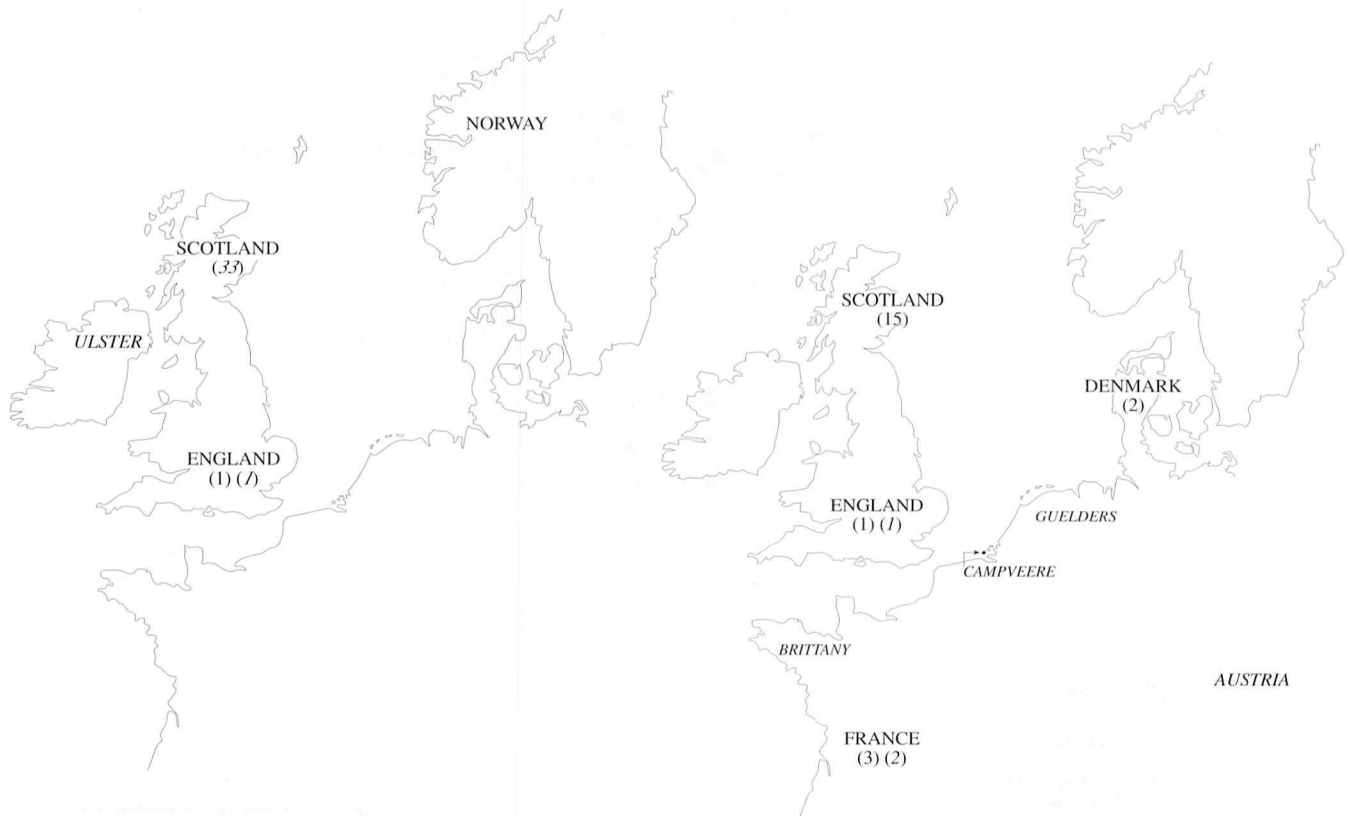 NORWAY
SCOTLAND
(33)
ULSTER
ENGLAND
(1) (1)
SCOTLAND
(15)
DENMARK
(2)
ENGLAND
(1) (1)
GUELDERS
CAMPVEERE
BRITTANY
AUSTRIA
FRANCE
(3) (2)